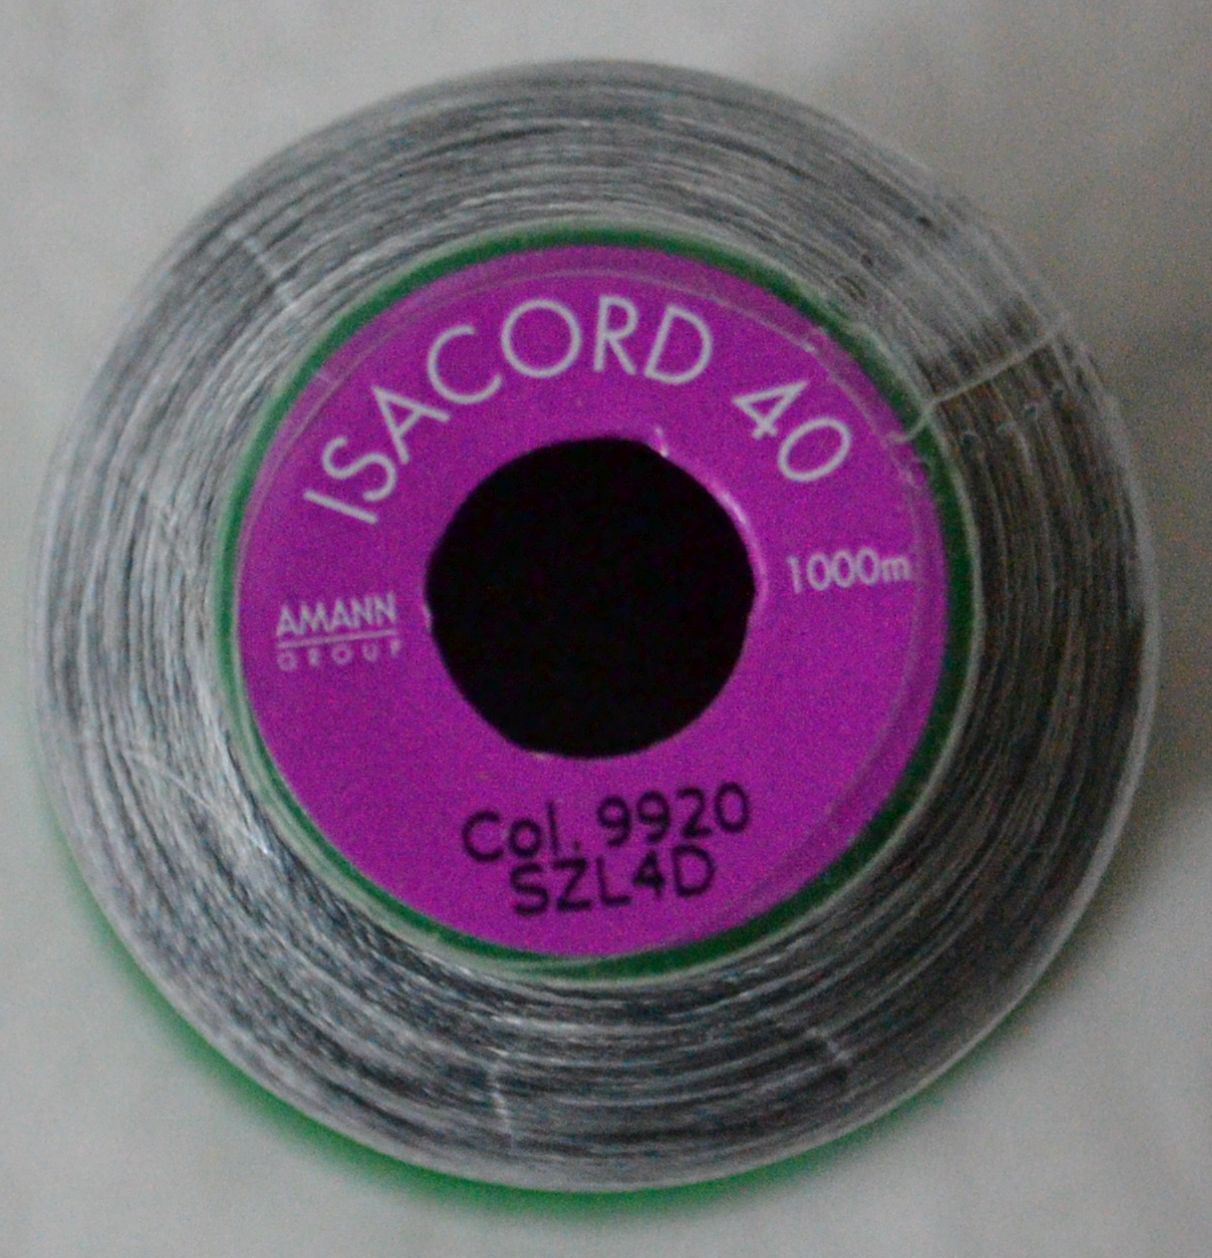 ISACORD 40
1000m
AMANN
GROUP
Col. 9920
SZL4D